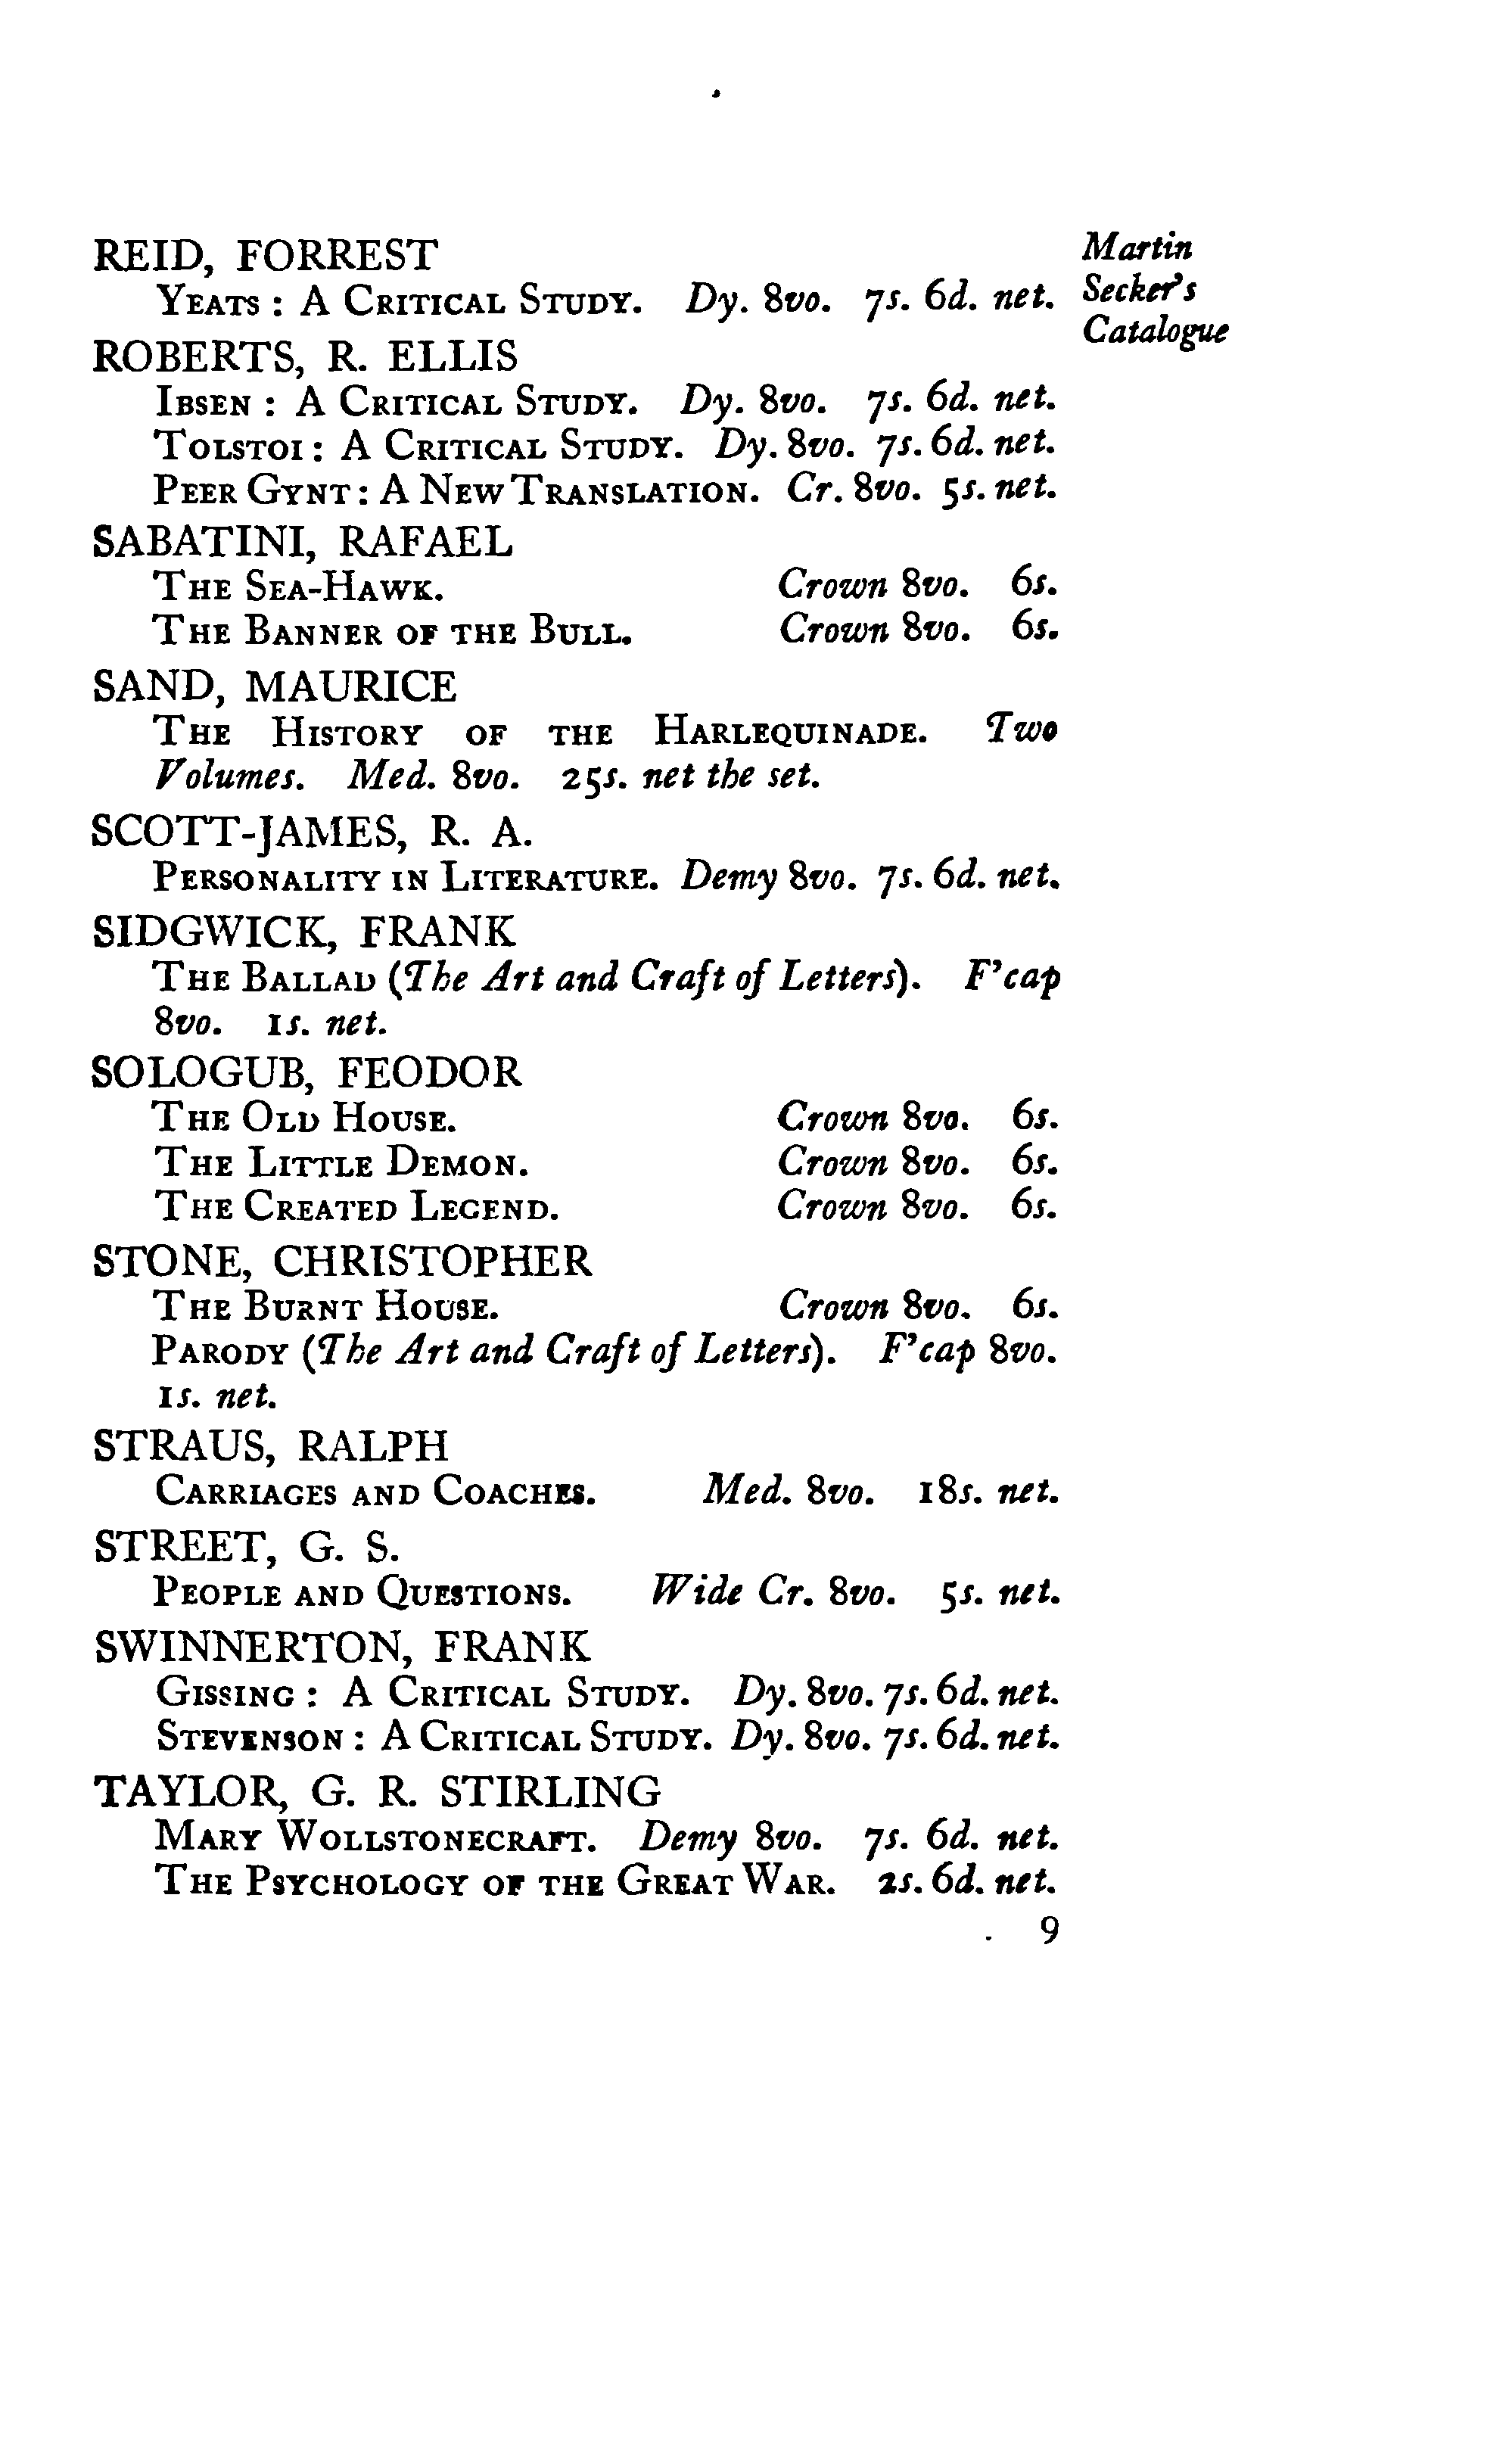 Martin
Secker's
Catalogue
REID, FORREST
YEATS : A CRITICAL STUDY. Dy. 8vo. 7s. 6d. net.
ROBERTS, R. ELLIS
IBSEN : A CRITICAL STUDY. Dy. 8vo. 7s. 6d. net.
TOLSTOI : A CRITICAL STUDY. Dy. 8vo. 7s. 6d. net.
PEER GYNT : A NEW TRANSLATION. Cr. 8vo. 5s. net.
SABATINI, RAFAEL
THE SEA-HAWK. Crown 8vo. 6s.
THE BANNER OF THE BULL. Crown 8vo. 6s.
SAND, MAURICE
THE HISTORY OF THE HARLEQUINADE. Two
Volumes. Med. 8vo. 25s. net the set.
SCOTT-JAMES, R. A.
PERSONALITY IN LITERATURE. Demy 8vo. 7s. 6d. net.
SIDGWICK, FRANK
THE BALLAD (The Art and Craft of Letters). F'cap
8vo. 1s. net.
SOLOGUB, FEODOR
THE OLD HOUSE. Crown 8vo. 6s.
THE LITTLE DEMON. Crown 8vo. 6s.
THE CREATED LEGEND. Crown 8vo. 6s.
STONE, CHRISTOPHER
THE BURNT HOUSE. Crown 8vo. 6s.
PARODY (The Art and Craft of Letters). F'cap 8vo.
1s. net.
STRAUS, RALPH
CARRIAGES AND COACHES. Med. 8vo. 18s. net.
STREET, G. S.
PEOPLE AND QUESTIONS. Wide Cr. 8vo. 5s. net.
SWINNERTON, FRANK
GISSING : A CRITICAL STUDY. Dy. 8vo. 7s. 6d. net.
STEVENSON : A CRITICAL STUDY. Dy. 8vo. 7s. 6d. net.
TAYLOR, G. R. STIRLING
MARY WOLLSTONECRAFT. Demy 8vo. 7s. 6d. net.
THE PSYCHOLOGY OF THE GREAT WAR. 2s. 6d. net.
9